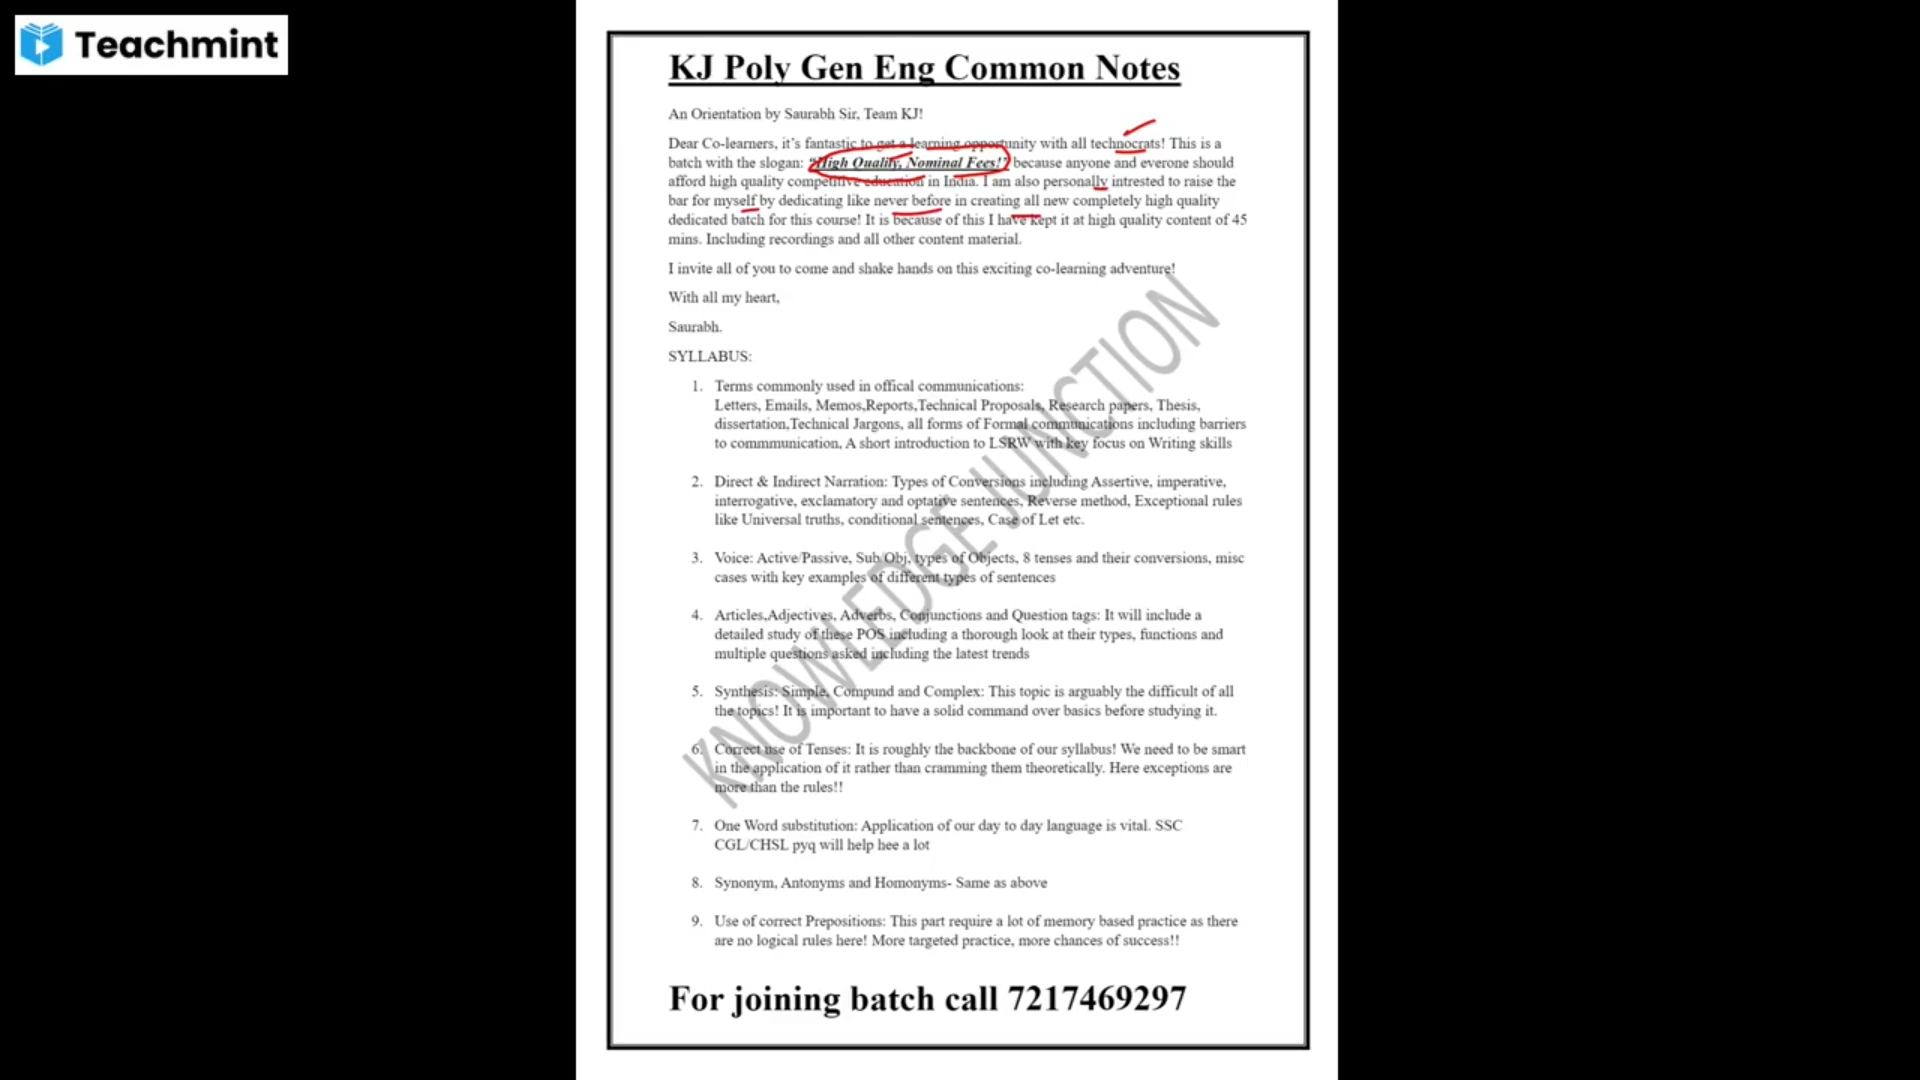 Teachmint
KJ Poly Gen Eng Common Notes
An Orientation by Saurabh Sir, Team KJ!
Dear Co-learners, it's fantastic to get a learning opportunity with all technocrats! This is a
batch with the slogan: "High Quality, Nominal Fees!" because anyone and everone should
afford high quality competitive education in India. I am also personally intrested to raise the
bar for myself by dedicating like never before in creating all new completely high quality
dedicated batch for this course! It is because of this I have kept it at high quality content of 45
mins. Including recordings and all other content material.
I invite all of you to come and shake hands on this exciting co-learning adventure!
With all my heart,
Saurabh.
SYLLABUS:
1. Terms commonly used in offical communications:
Letters, Emails, Memos,Reports,Technical Proposals, Research papers, Thesis,
dissertation,Technical Jargons, all forms of Formal communications including barriers
to commmunication, A short introduction to LSRW with key focus on Writing skills
2. Direct & Indirect Narration: Types of Conversions including Assertive, imperative,
interrogative, exclamatory and optative sentences, Reverse method, Exceptional rules
like Universal truths, conditional sentences, Case of Let etc.
3. Voice: Active/Passive, Sub/Obj, types of Objects, 8 tenses and their conversions, misc
cases with key examples of different types of sentences
4. Articles,Adjectives, Adverbs, Conjunctions and Question tags: It will include a
detailed study of these POS including a thorough look at their types, functions and
multiple questions asked including the latest trends
5. Synthesis: Simple, Compund and Complex: This topic is arguably the difficult of all
the topics! It is important to have a solid command over basics before studying it.
6. Correct use of Tenses: It is roughly the backbone of our syllabus! We need to be smart
in the application of it rather than cramming them theoretically. Here exceptions are
more than the rules!!
7. One Word substitution: Application of our day to day language is vital. SSC
CGL/CHSL pyq will help hee a lot
8. Synonym, Antonyms and Homonyms- Same as above
9. Use of correct Prepositions: This part require a lot of memory based practice as there
are no logical rules here! More targeted practice, more chances of success!!
KNOWLEDGE JUNCTION
For joining batch call 7217469297